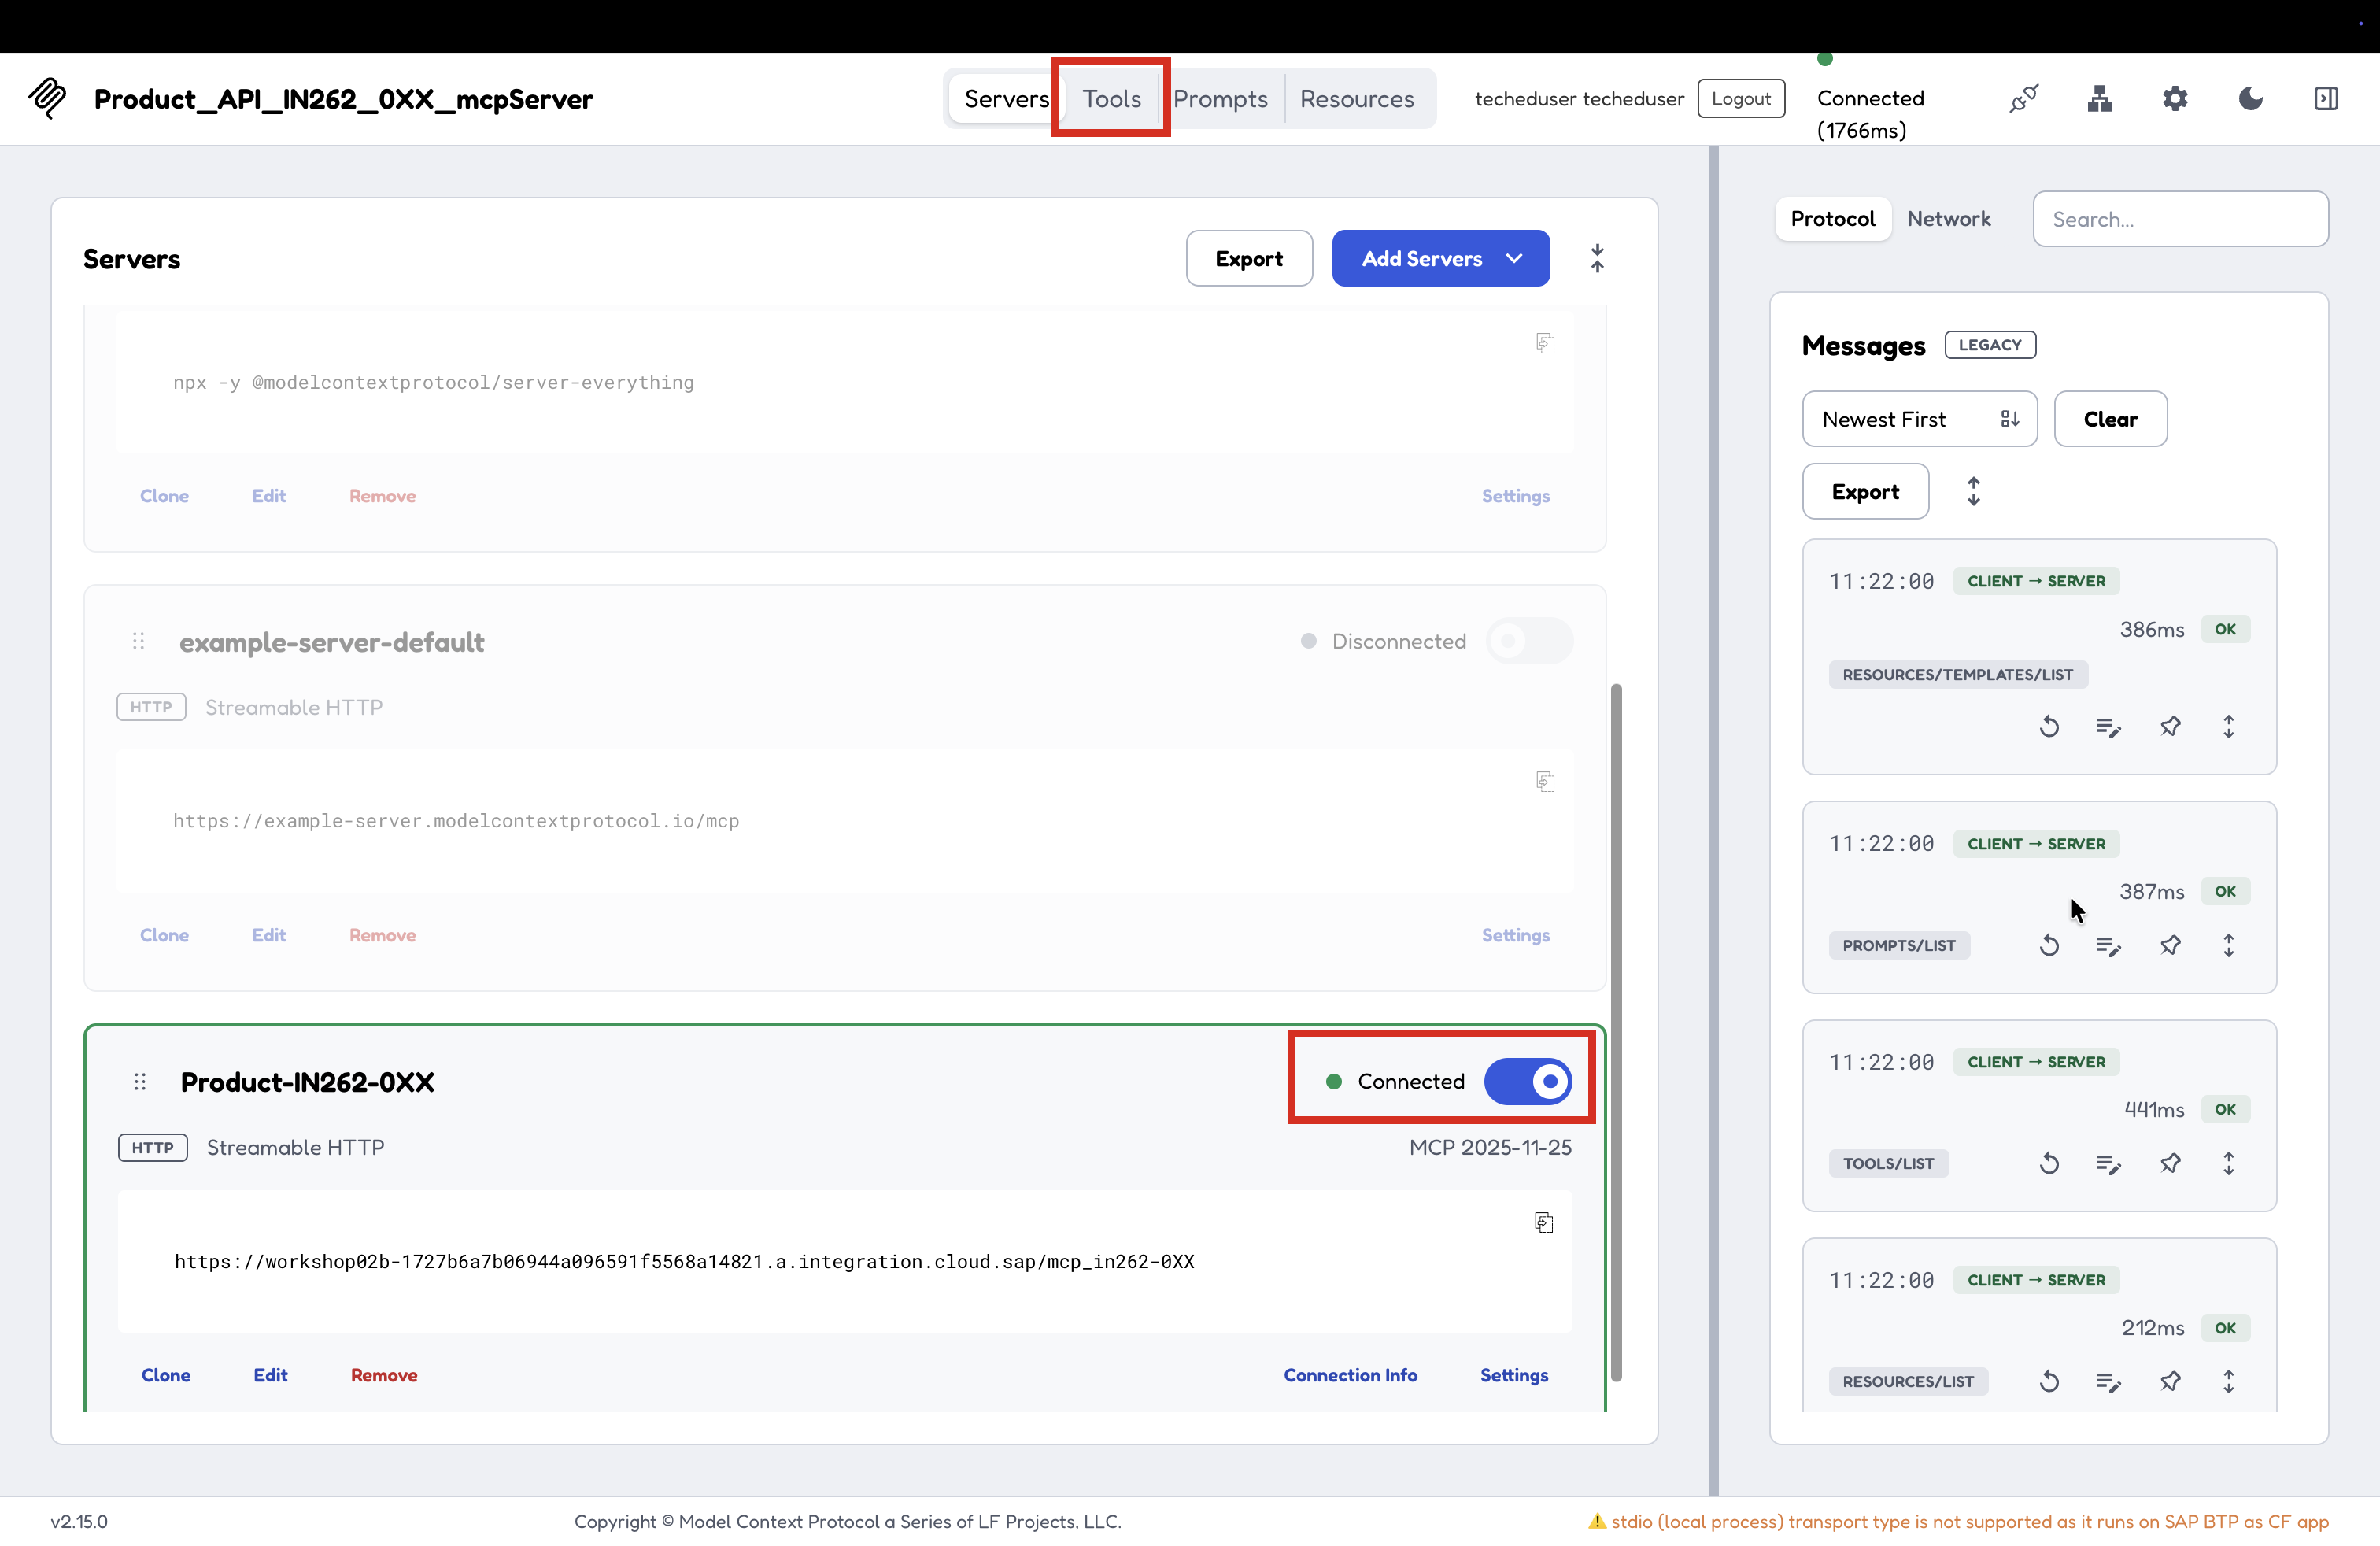 Product_API_IN262_0XX_mcpServer
Servers
Tools
Prompts
Resources
techeduser techeduser
Logout
Connected
(1766ms)
Servers
Export
Add Servers
npx -y @modelcontextprotocol/server-everything
Clone
Edit
Remove
Settings
example-server-default
Disconnected
HTTP
Streamable HTTP
https://example-server.modelcontextprotocol.io/mcp
Clone
Edit
Remove
Settings
Product-IN262-0XX
Connected
HTTP
Streamable HTTP
MCP 2025-11-25
https://workshop02b-1727b6a7b06944a096591f5568a14821.a.integration.cloud.sap/mcp_in262-0XX
Clone
Edit
Remove
Connection Info
Settings
Protocol
Network
Search...
Messages
LEGACY
Newest First
Clear
Export
11:22:00
CLIENT → SERVER
386ms
OK
RESOURCES/TEMPLATES/LIST
11:22:00
CLIENT → SERVER
387ms
OK
PROMPTS/LIST
11:22:00
CLIENT → SERVER
441ms
OK
TOOLS/LIST
11:22:00
CLIENT → SERVER
212ms
OK
RESOURCES/LIST
v2.15.0
Copyright © Model Context Protocol a Series of LF Projects, LLC.
⚠️ stdio (local process) transport type is not supported as it runs on SAP BTP as CF app